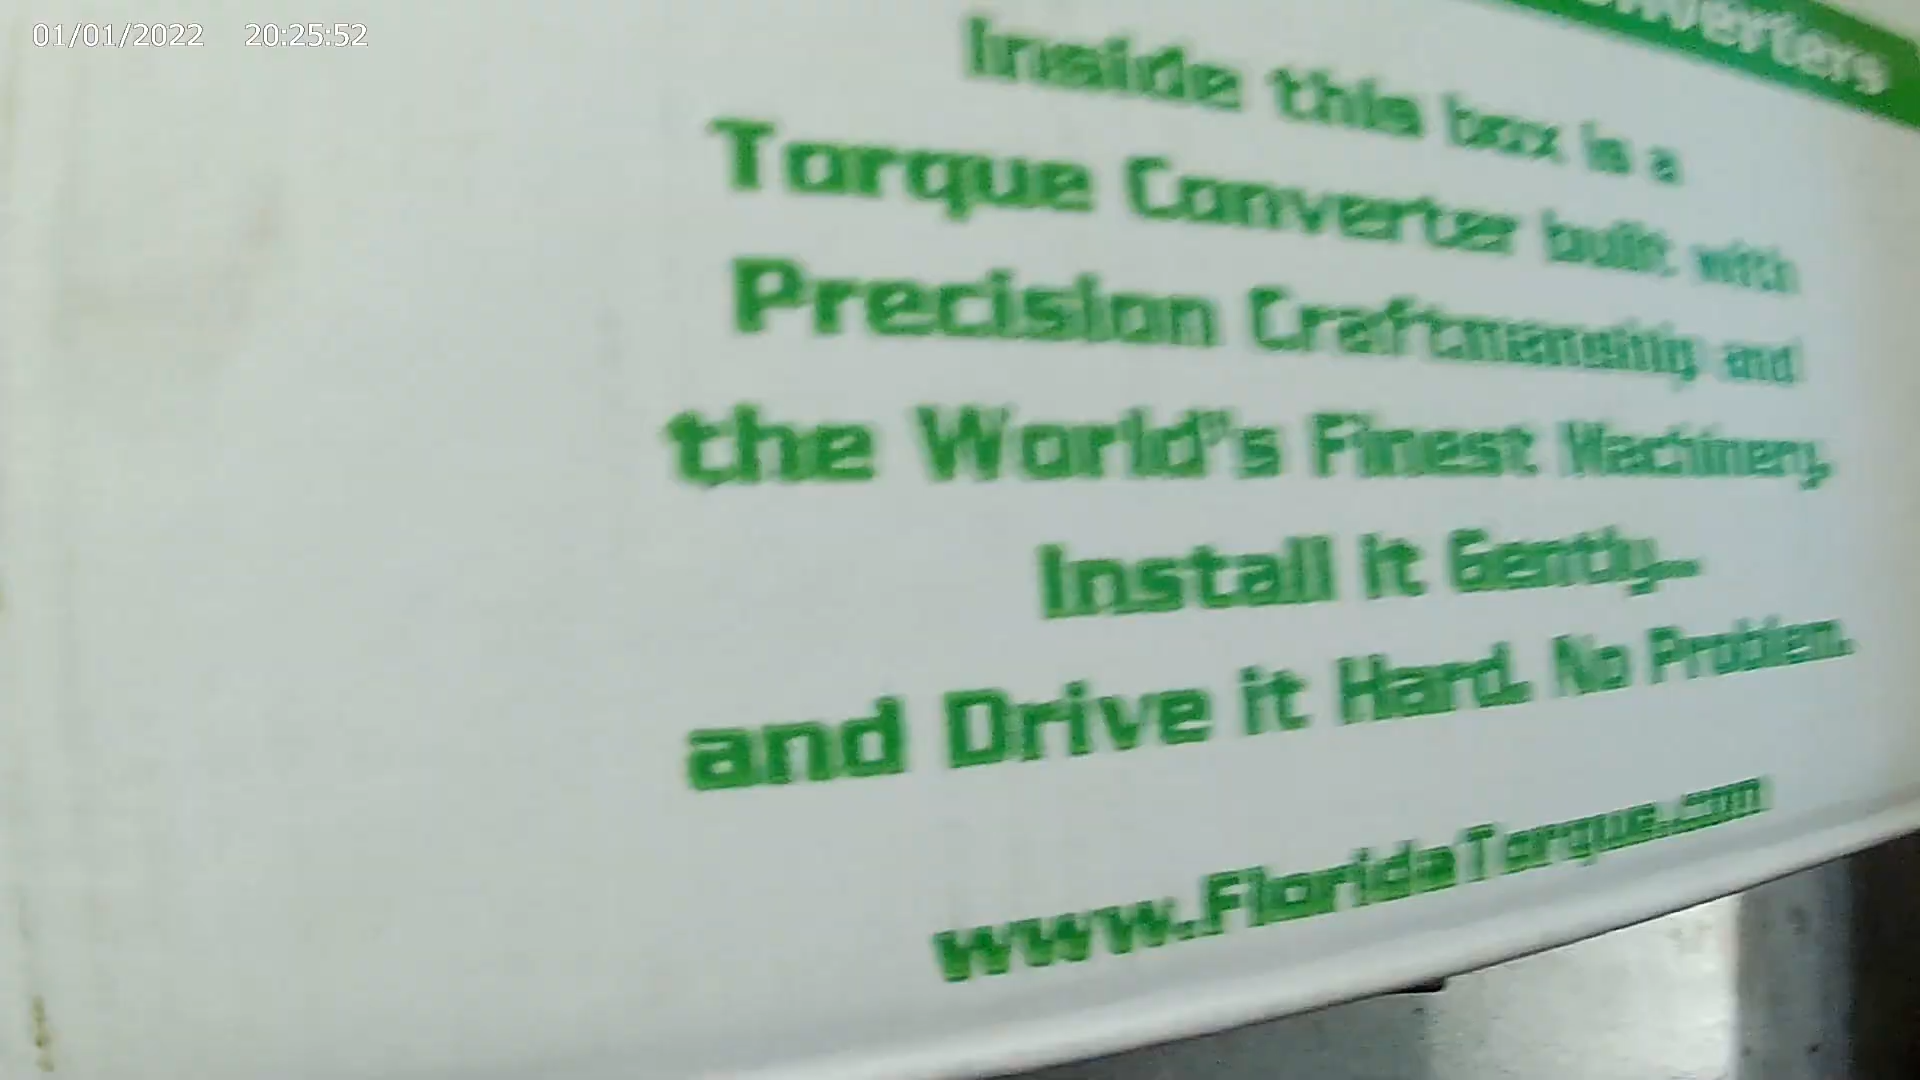 01/01/2022 20:25:52
nverters
Inside this box is a
Torque Converter built with
Precision Craftmanship and
the World's Finest Machinery.
Install it Gently...
and Drive it Hard. No Problem.
www.FloridaTorque.com